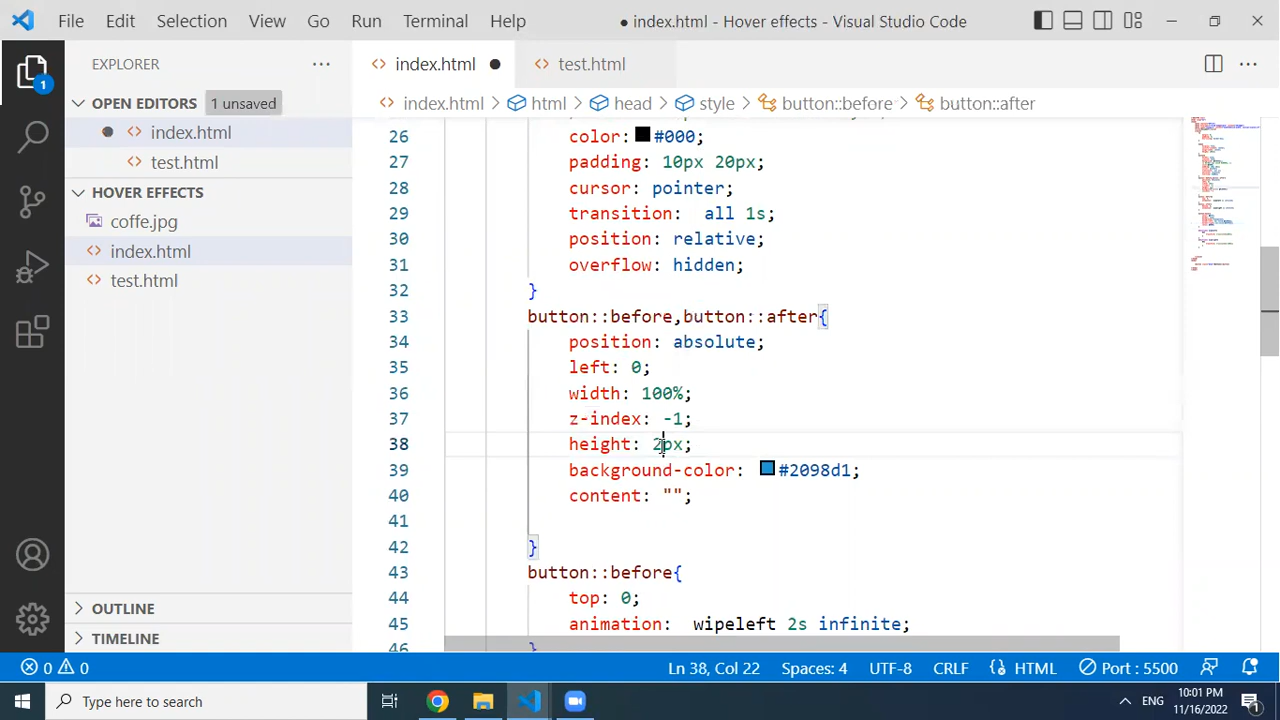 File Edit Selection View Go Run Terminal Help ● index.html - Hover effects - Visual Studio Code
EXPLORER
1
OPEN EDITORS 1 unsaved
index.html
test.html
HOVER EFFECTS
coffe.jpg
index.html
test.html
OUTLINE
TIMELINE
index.html
test.html
index.html > html > head > style > button::before > button::after
26 color: #000;
27 padding: 10px 20px;
28 cursor: pointer;
29 transition:  all 1s;
30 position: relative;
31 overflow: hidden;
32 }
33 button::before,button::after{
34 position: absolute;
35 left: 0;
36 width: 100%;
37 z-index: -1;
38 height: 2px;
39 background-color: #2098d1;
40 content: "";
41
42 }
43 button::before{
44 top: 0;
45 animation:  wipeleft 2s infinite;
46 }
0 0 Ln 38, Col 22 Spaces: 4 UTF-8 CRLF HTML Port : 5500
Type here to search
ENG
10:01 PM
11/16/2022
1